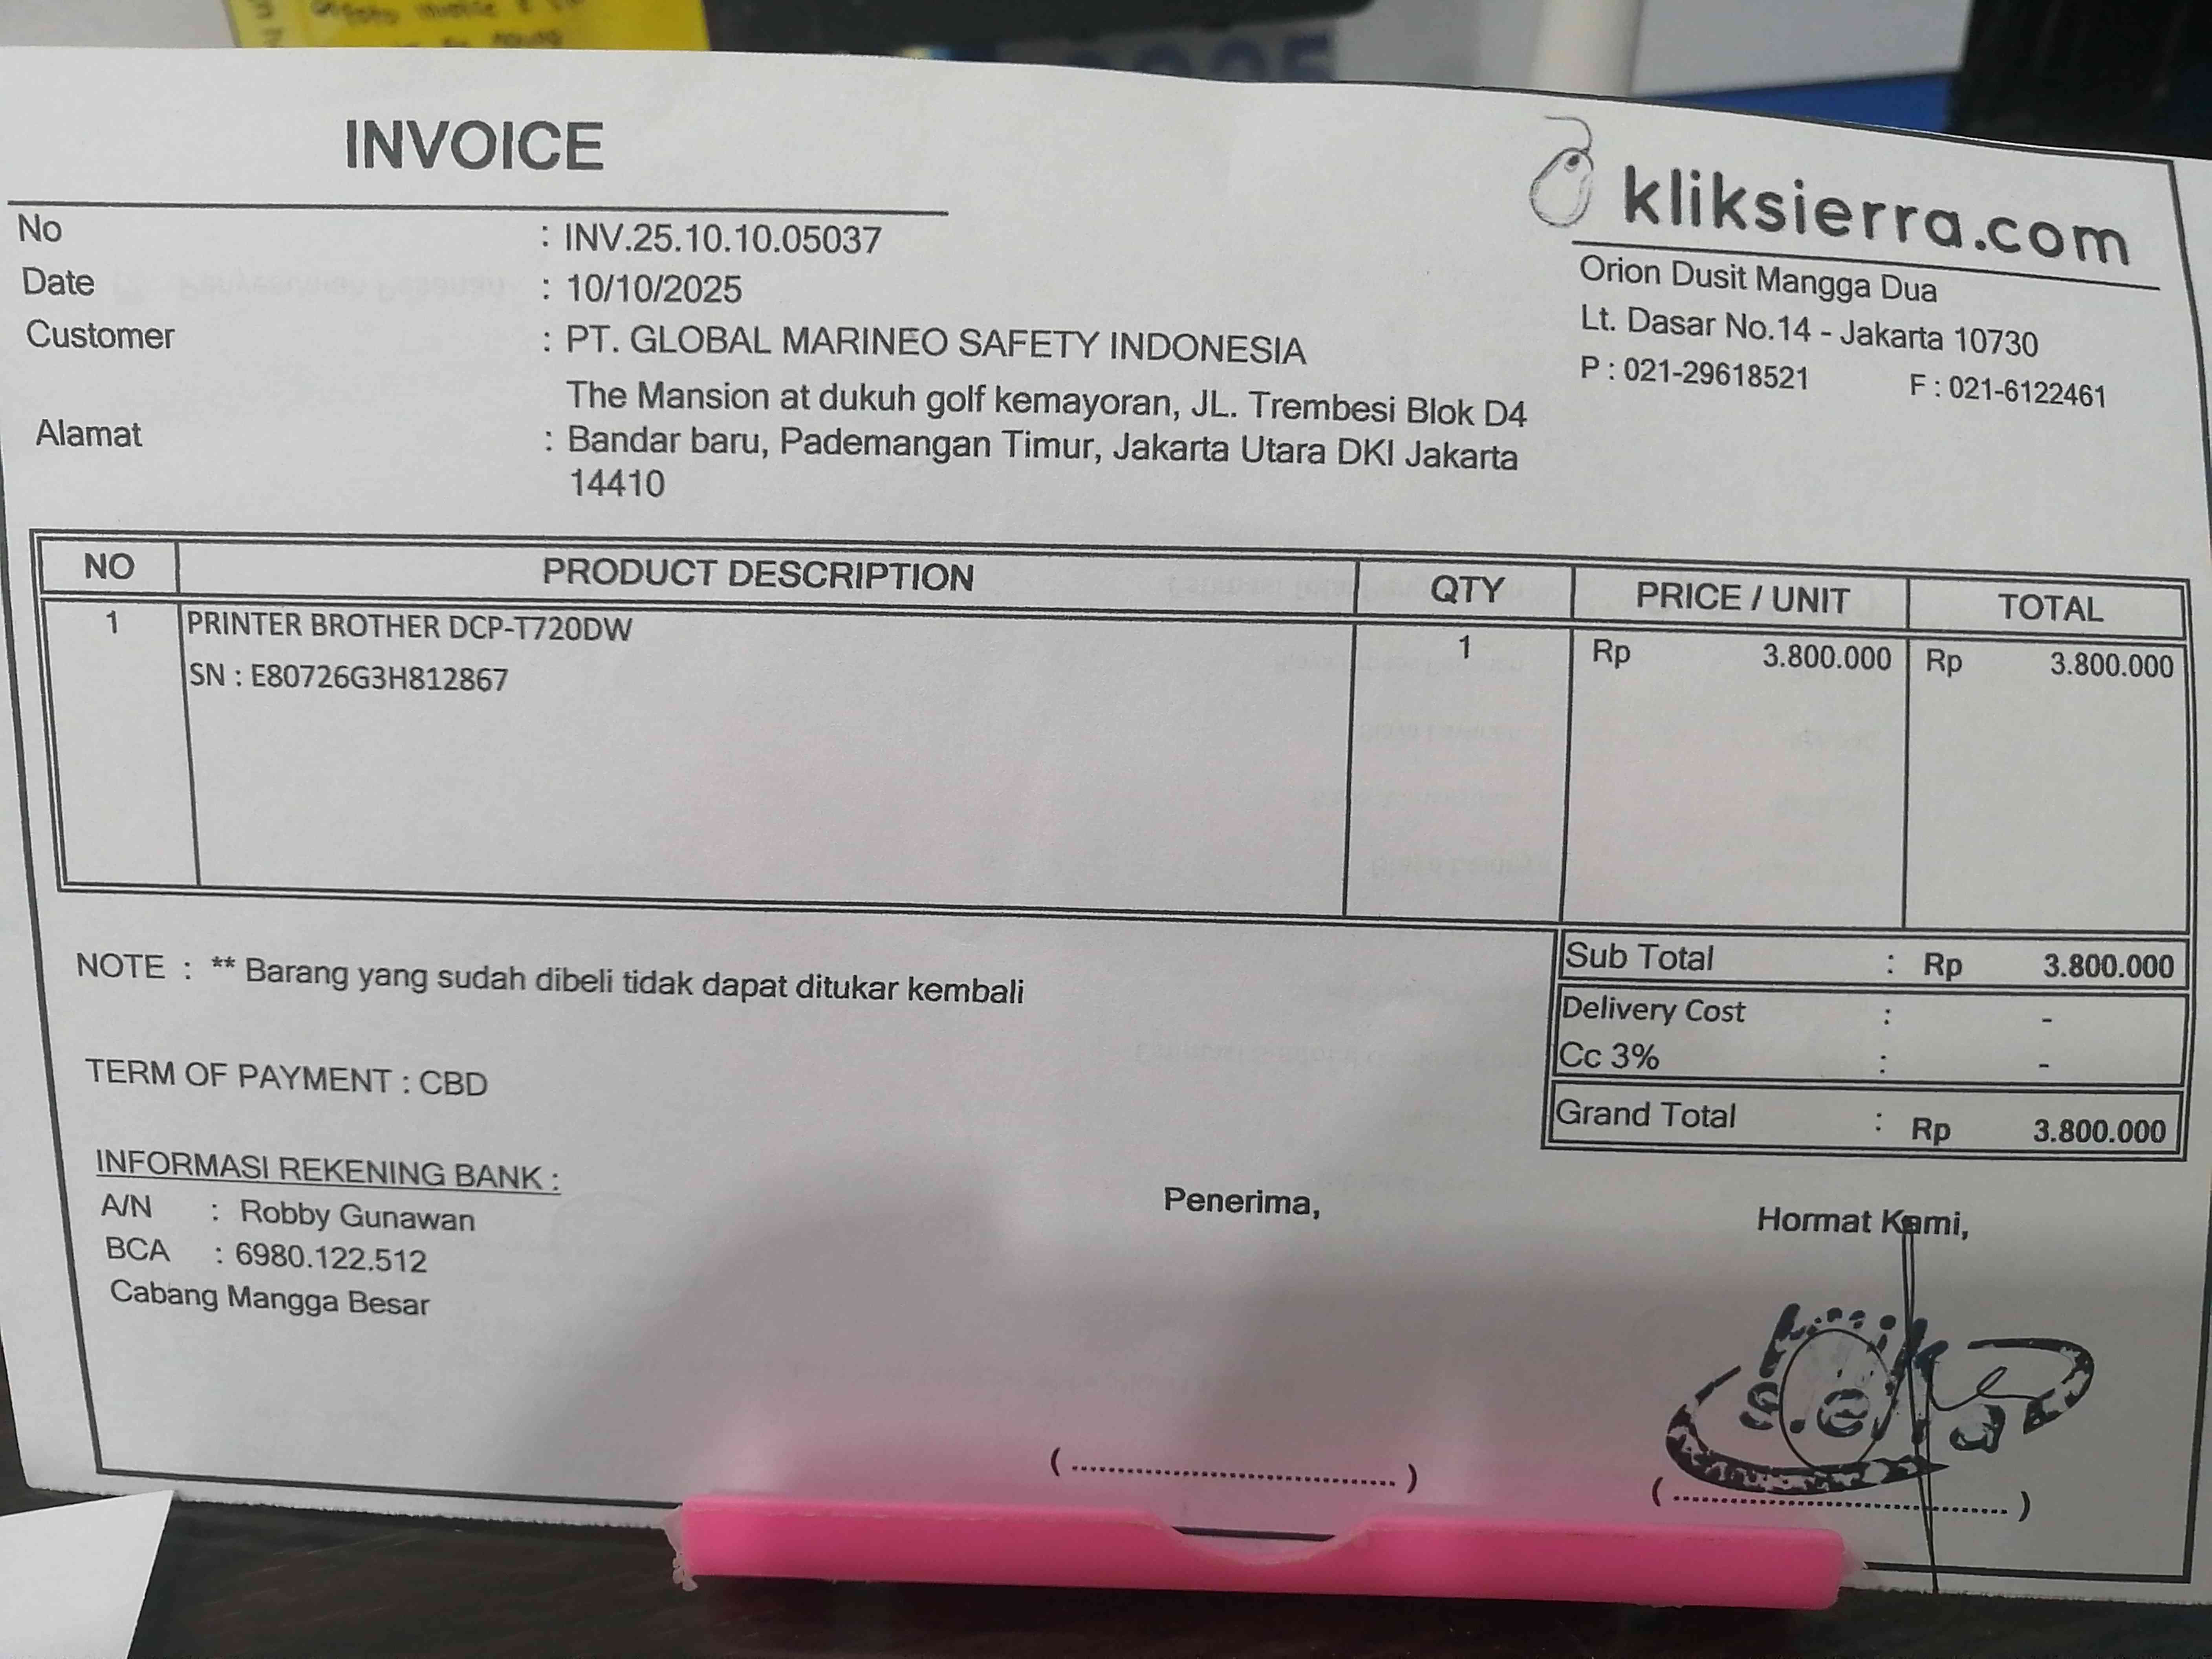 INVOICE
kliksierra.com
Orion Dusit Mangga Dua
Lt. Dasar No.14 - Jakarta 10730
P : 021-29618521 F : 021-6122461
No : INV.25.10.10.05037
Date : 10/10/2025
Customer : PT. GLOBAL MARINEO SAFETY INDONESIA
The Mansion at dukuh golf kemayoran, JL. Trembesi Blok D4
Alamat : Bandar baru, Pademangan Timur, Jakarta Utara DKI Jakarta
14410
NO PRODUCT DESCRIPTION QTY PRICE / UNIT TOTAL
1 PRINTER BROTHER DCP-T720DW 1 Rp 3.800.000 Rp 3.800.000
SN : E80726G3H812867
Sub Total : Rp 3.800.000
NOTE : ** Barang yang sudah dibeli tidak dapat ditukar kembali
Delivery Cost : -
Cc 3% : -
TERM OF PAYMENT : CBD
Grand Total : Rp 3.800.000
INFORMASI REKENING BANK :
A/N : Robby Gunawan
BCA : 6980.122.512
Cabang Mangga Besar
Penerima,
Hormat Kami,
( .................................... )
( .................................... )